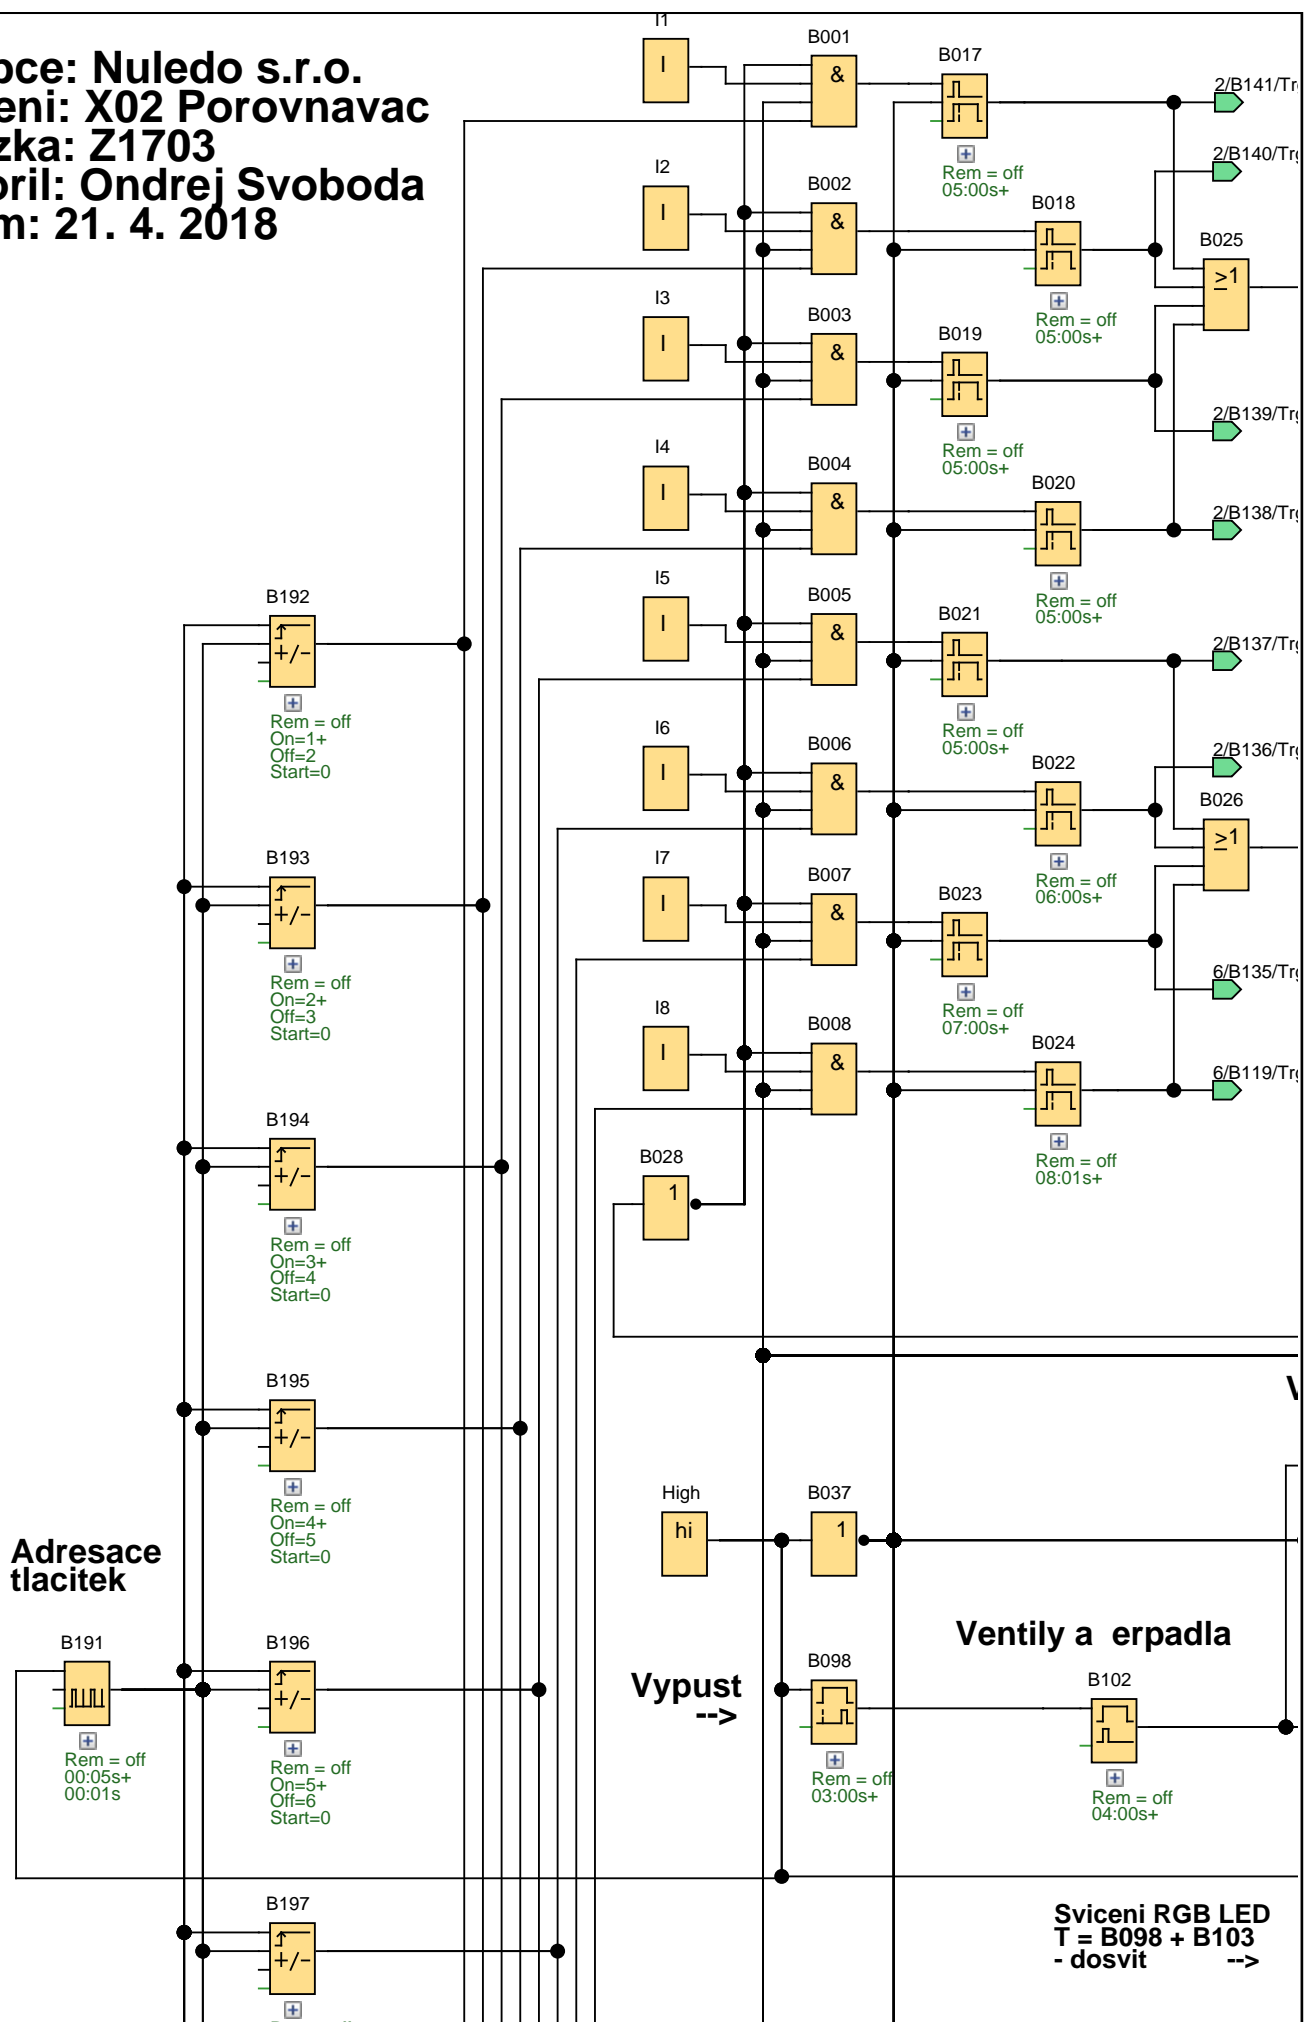 Nuledo s.r.o.
X02 Porovnavac
Z1703
Ondrej Svoboda
21. 4. 2018
I1
I
B001
&
B017
Rem = off
05:00s+
I2
I
B002
&
B018
Rem = off
05:00s+
B025
≥1
I3
I
B003
&
B019
Rem = off
05:00s+
I4
I
B004
&
B020
Rem = off
05:00s+
I5
I
B005
&
B021
Rem = off
05:00s+
I6
I
B006
&
B022
Rem = off
06:00s+
B026
≥1
I7
I
B007
&
B023
Rem = off
07:00s+
I8
I
B008
&
B024
Rem = off
08:01s+
B028
1
B192
+/-
Rem = off
On=1+
Off=2
Start=0
B193
+/-
Rem = off
On=2+
Off=3
Start=0
B194
+/-
Rem = off
On=3+
Off=4
Start=0
B195
+/-
Rem = off
On=4+
Off=5
Start=0
Adresace
tlacitek
B191
Rem = off
00:05s+
00:01s
B196
+/-
Rem = off
On=5+
Off=6
Start=0
B197
+/-
High
hi
B037
1
Ventily a erpadla
Vypust
-->
B098
Rem = off
03:00s+
B102
Rem = off
04:00s+
Sviceni RGB LED
T = B098 + B103
- dosvit -->